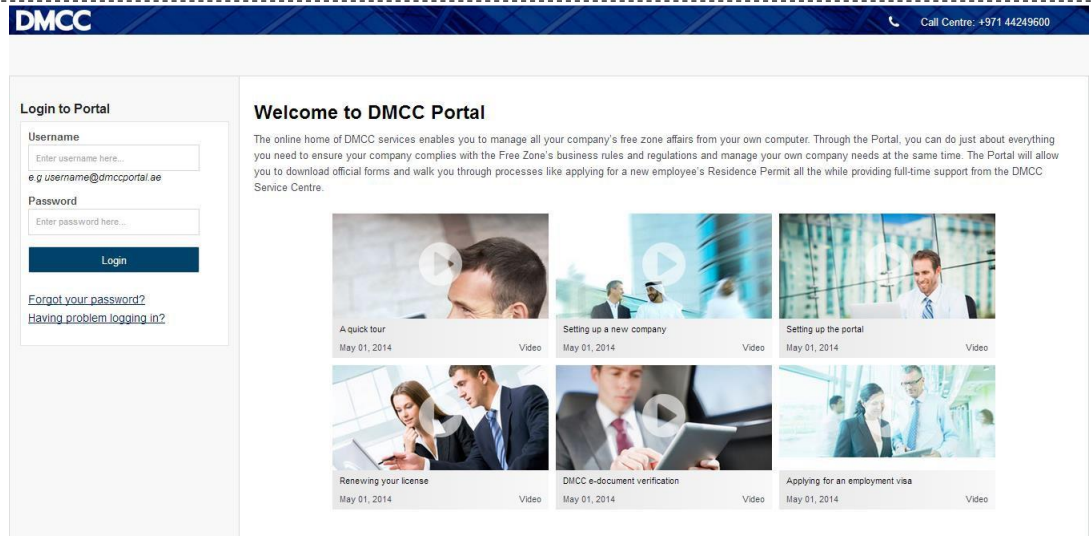 DMCC
Call Centre: +971 44249600
Login to Portal
Username
Enter username here...
e.g username@dmccportal.ae
Password
Enter password here...
Login
Forgot your password?
Having problem logging in?
Welcome to DMCC Portal
The online home of DMCC services enables you to manage all your company's free zone affairs from your own computer. Through the Portal, you can do just about everything
you need to ensure your company complies with the Free Zone's business rules and regulations and manage your own company needs at the same time. The Portal will allow
you to download official forms and walk you through processes like applying for a new employee's Residence Permit all the while providing full-time support from the DMCC
Service Centre.
A quick tour
May 01, 2014 Video
Setting up a new company
May 01, 2014 Video
Setting up the portal
May 01, 2014 Video
Renewing your license
May 01, 2014 Video
DMCC e-document verification
May 01, 2014 Video
Applying for an employment visa
May 01, 2014 Video